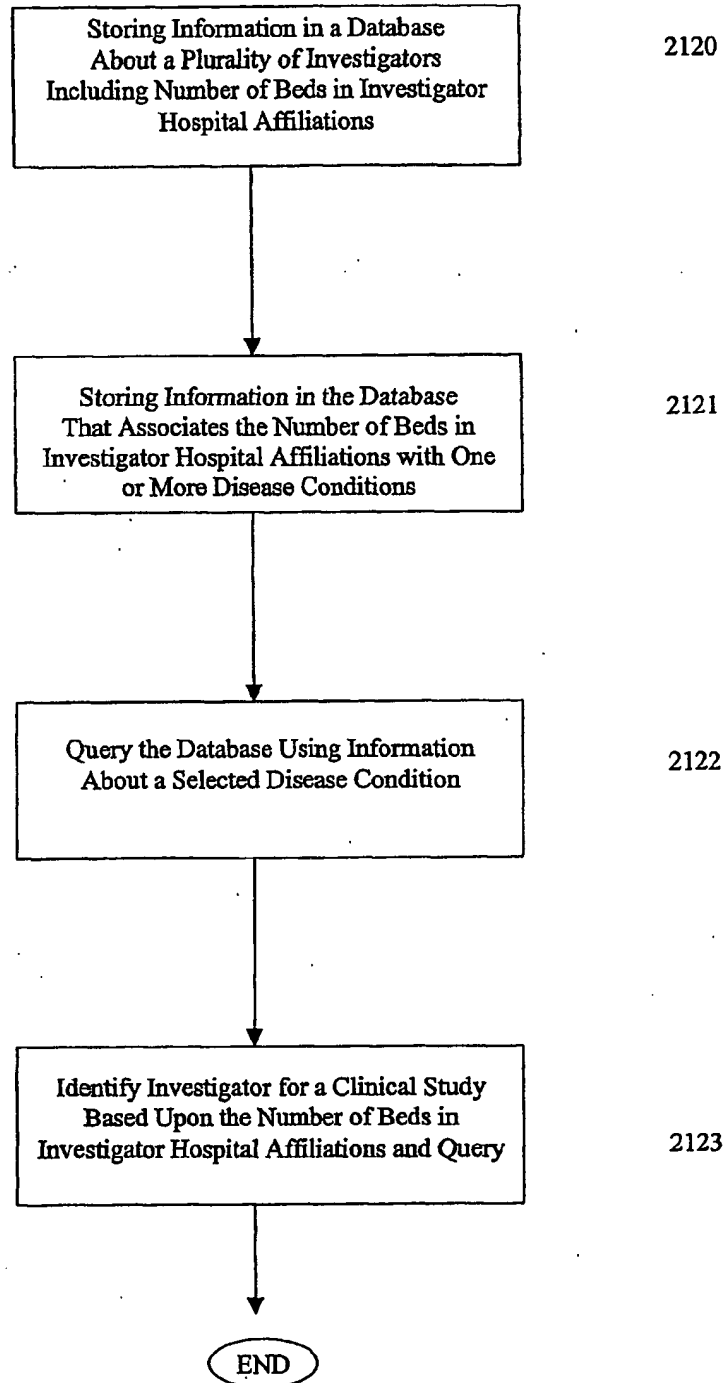 Storing Information in a Database
About a Plurality of Investigators
Including Number of Beds in Investigator
Hospital Affiliations
2120
Storing Information in the Database
That Associates the Number of Beds in
Investigator Hospital Affiliations with One
or More Disease Conditions
2121
Query the Database Using Information
About a Selected Disease Condition
2122
Identify Investigator for a Clinical Study
Based Upon the Number of Beds in
Investigator Hospital Affiliations and Query
2123
END